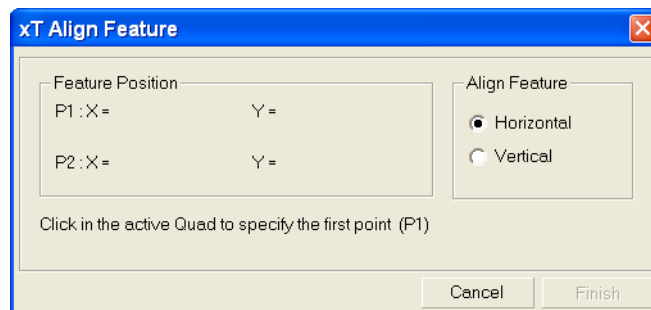 xT Align Feature
Feature Position
Align Feature
P1 : X =
Y =
Horizontal
P2 : X =
Y =
Vertical
Click in the active Quad to specify the first point (P1)
Cancel
Finish